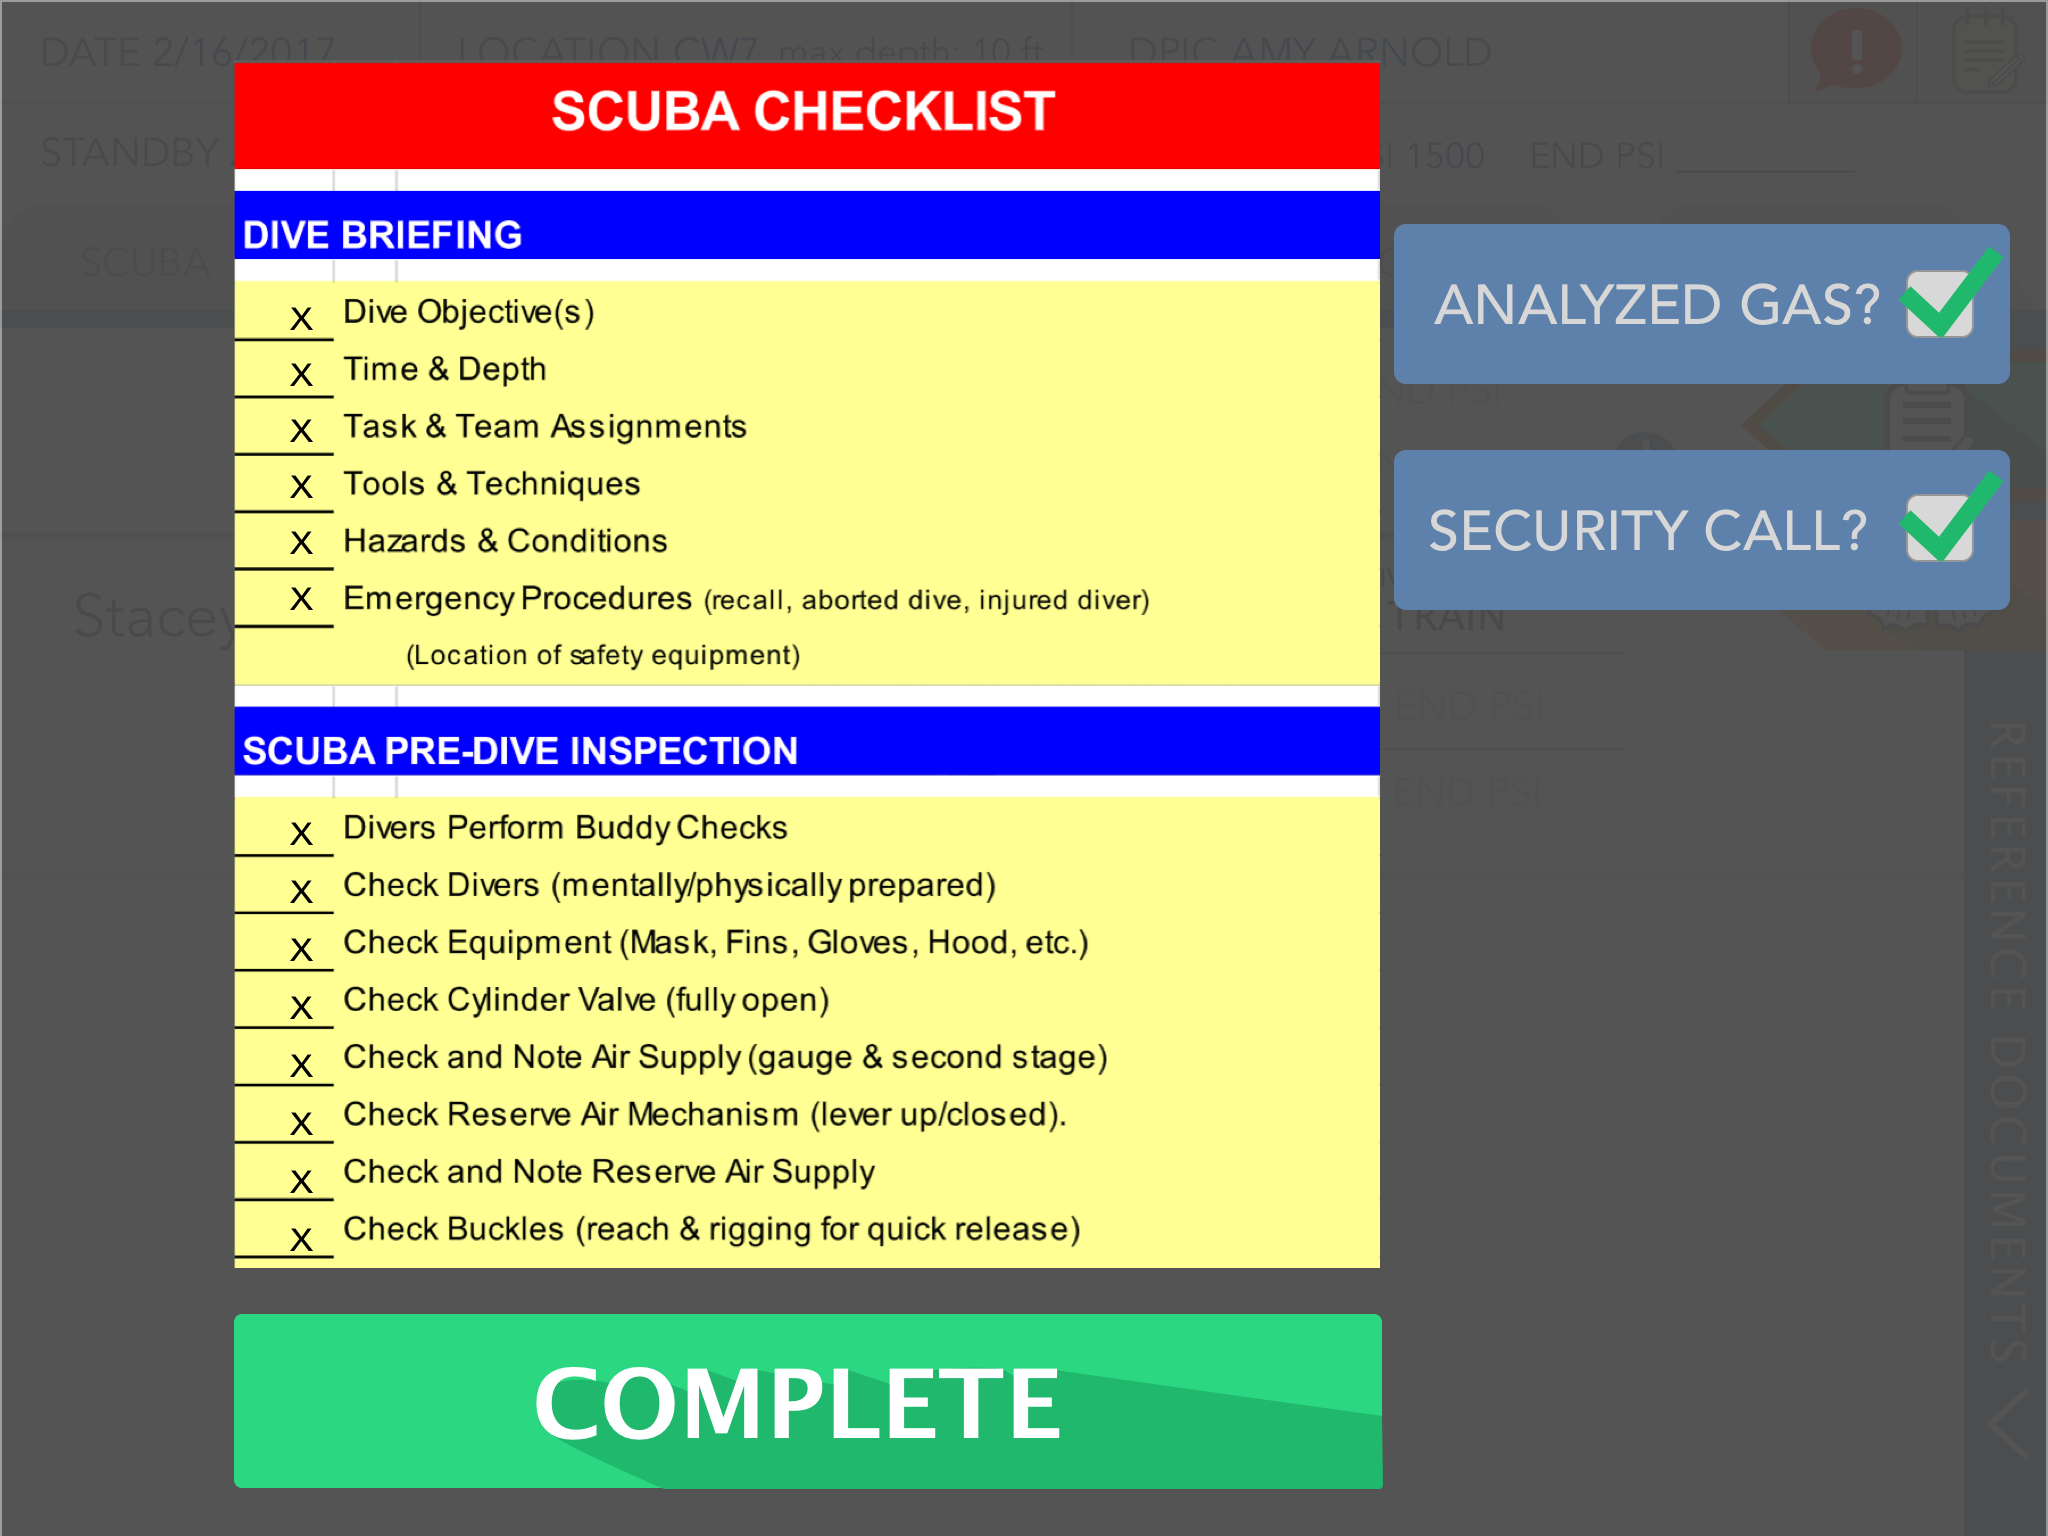 DATE 2/16/2017
LOCATION CW7 max depth: 10 ft
DPIC AMY ARNOLD
SCUBA CHECKLIST
STANDBY
1500
END PSI
DIVE BRIEFING
SCUBA
ANALYZED GAS?
x Dive Objective(s)
x Time & Depth
END PSI
x Task & Team Assignments
x Tools & Techniques
SECURITY CALL?
x Hazards & Conditions
x Emergency Procedures (recall, aborted dive, injured diver)
Stacey
TRAIN
(Location of safety equipment)
END PSI
SCUBA PRE-DIVE INSPECTION
END PSI
x Divers Perform Buddy Checks
x Check Divers (mentally/physically prepared)
x Check Equipment (Mask, Fins, Gloves, Hood, etc.)
x Check Cylinder Valve (fully open)
x Check and Note Air Supply (gauge & second stage)
x Check Reserve Air Mechanism (lever up/closed).
x Check and Note Reserve Air Supply
x Check Buckles (reach & rigging for quick release)
REFERENCE DOCUMENTS
COMPLETE